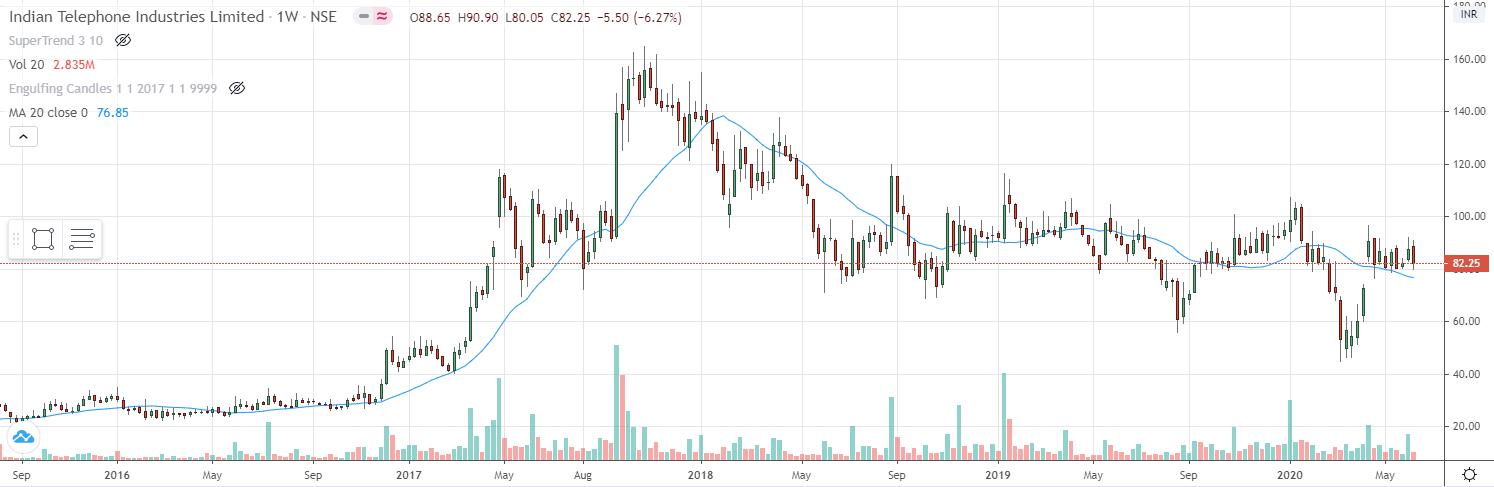 Indian Telephone Industries Limited · 1W · NSE O88.65 H90.90 L80.05 C82.25 −5.50 (−6.27%)
SuperTrend 3 10
Vol 20 2.835M
Engulfing Candles 1 1 2017 1 1 9999
MA 20 close 0 76.85
180.00
INR
160.00
140.00
120.00
100.00
82.25
80.00
60.00
40.00
20.00
Sep 2016 May Sep 2017 May Aug 2018 May Sep 2019 May Sep 2020 May